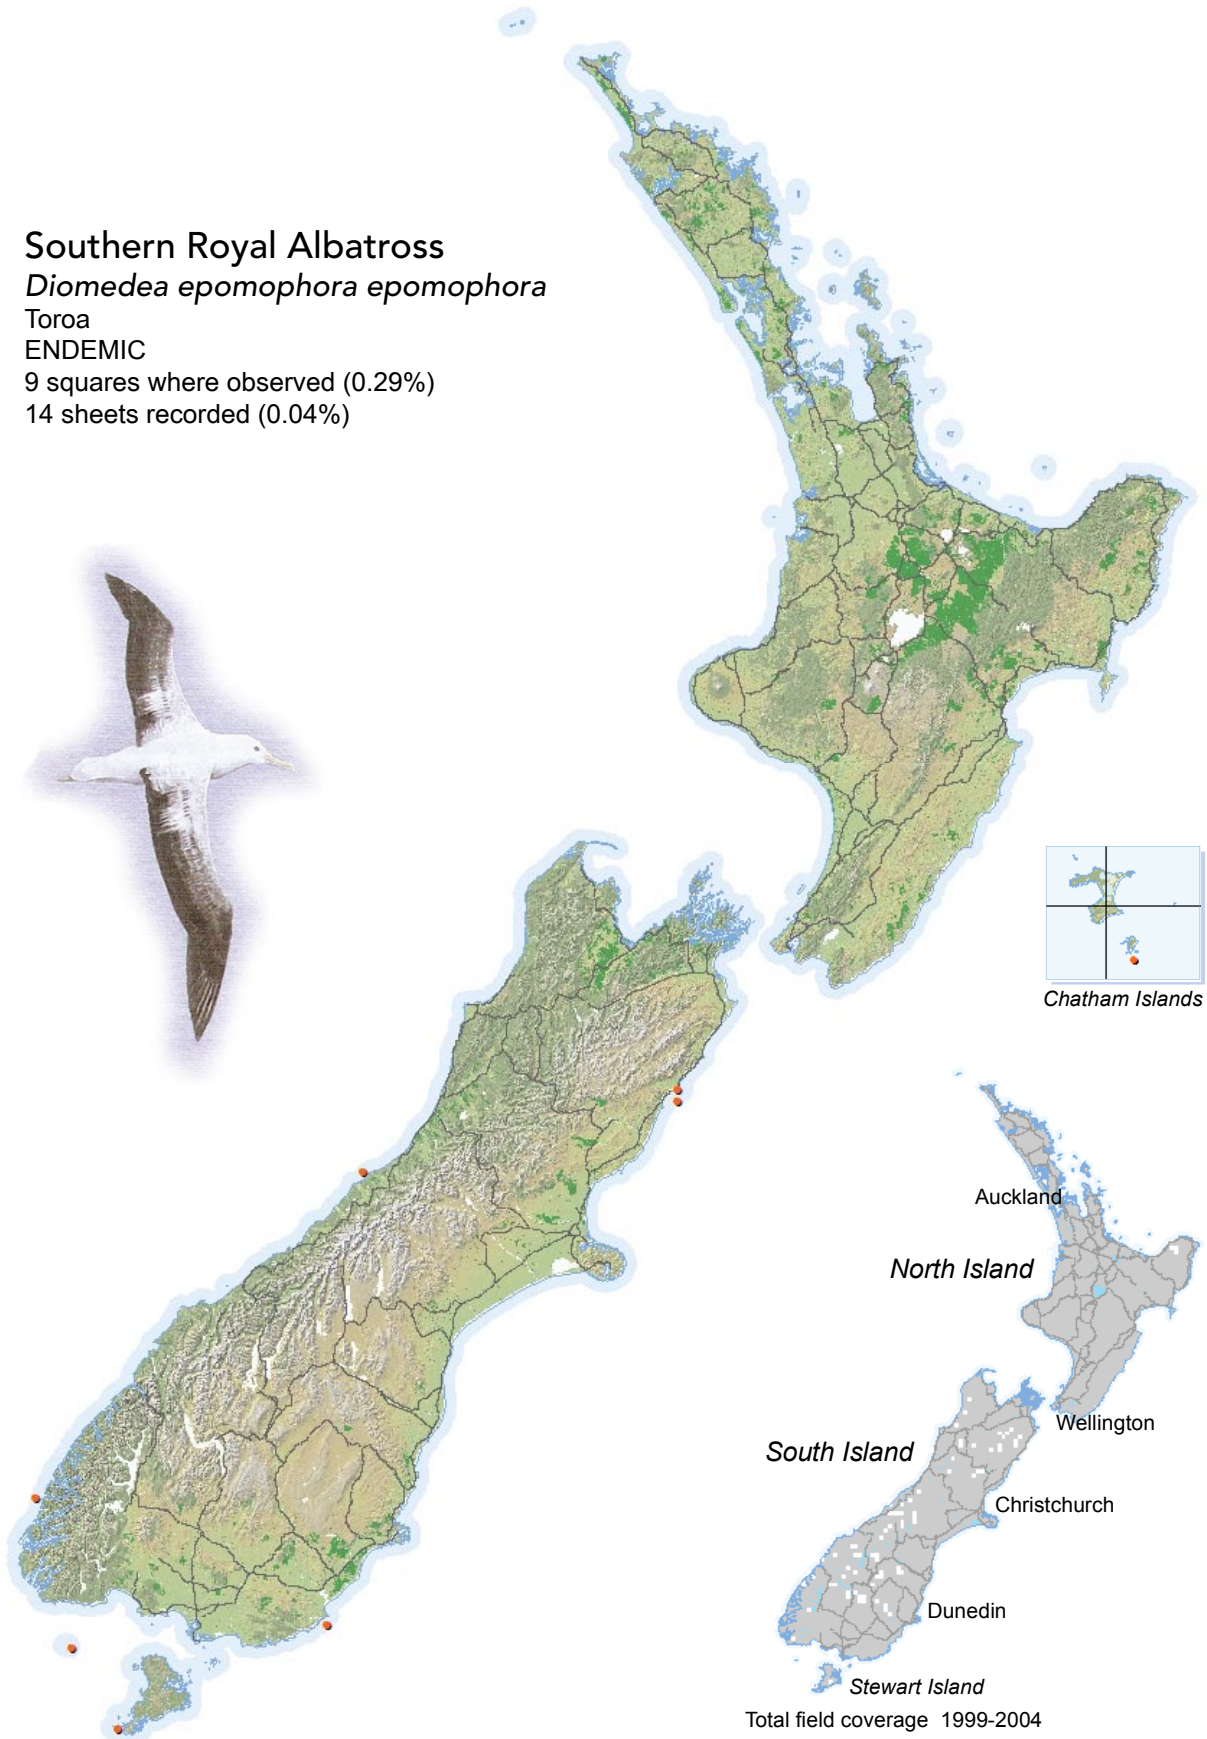 Southern Royal Albatross
Diomedea epomophora epomophora
Toroa
ENDEMIC
9 squares where observed (0.29%)
14 sheets recorded (0.04%)
Chatham Islands
Auckland
North Island
Wellington
South Island
Christchurch
Dunedin
Stewart Island
Total field coverage 1999-2004